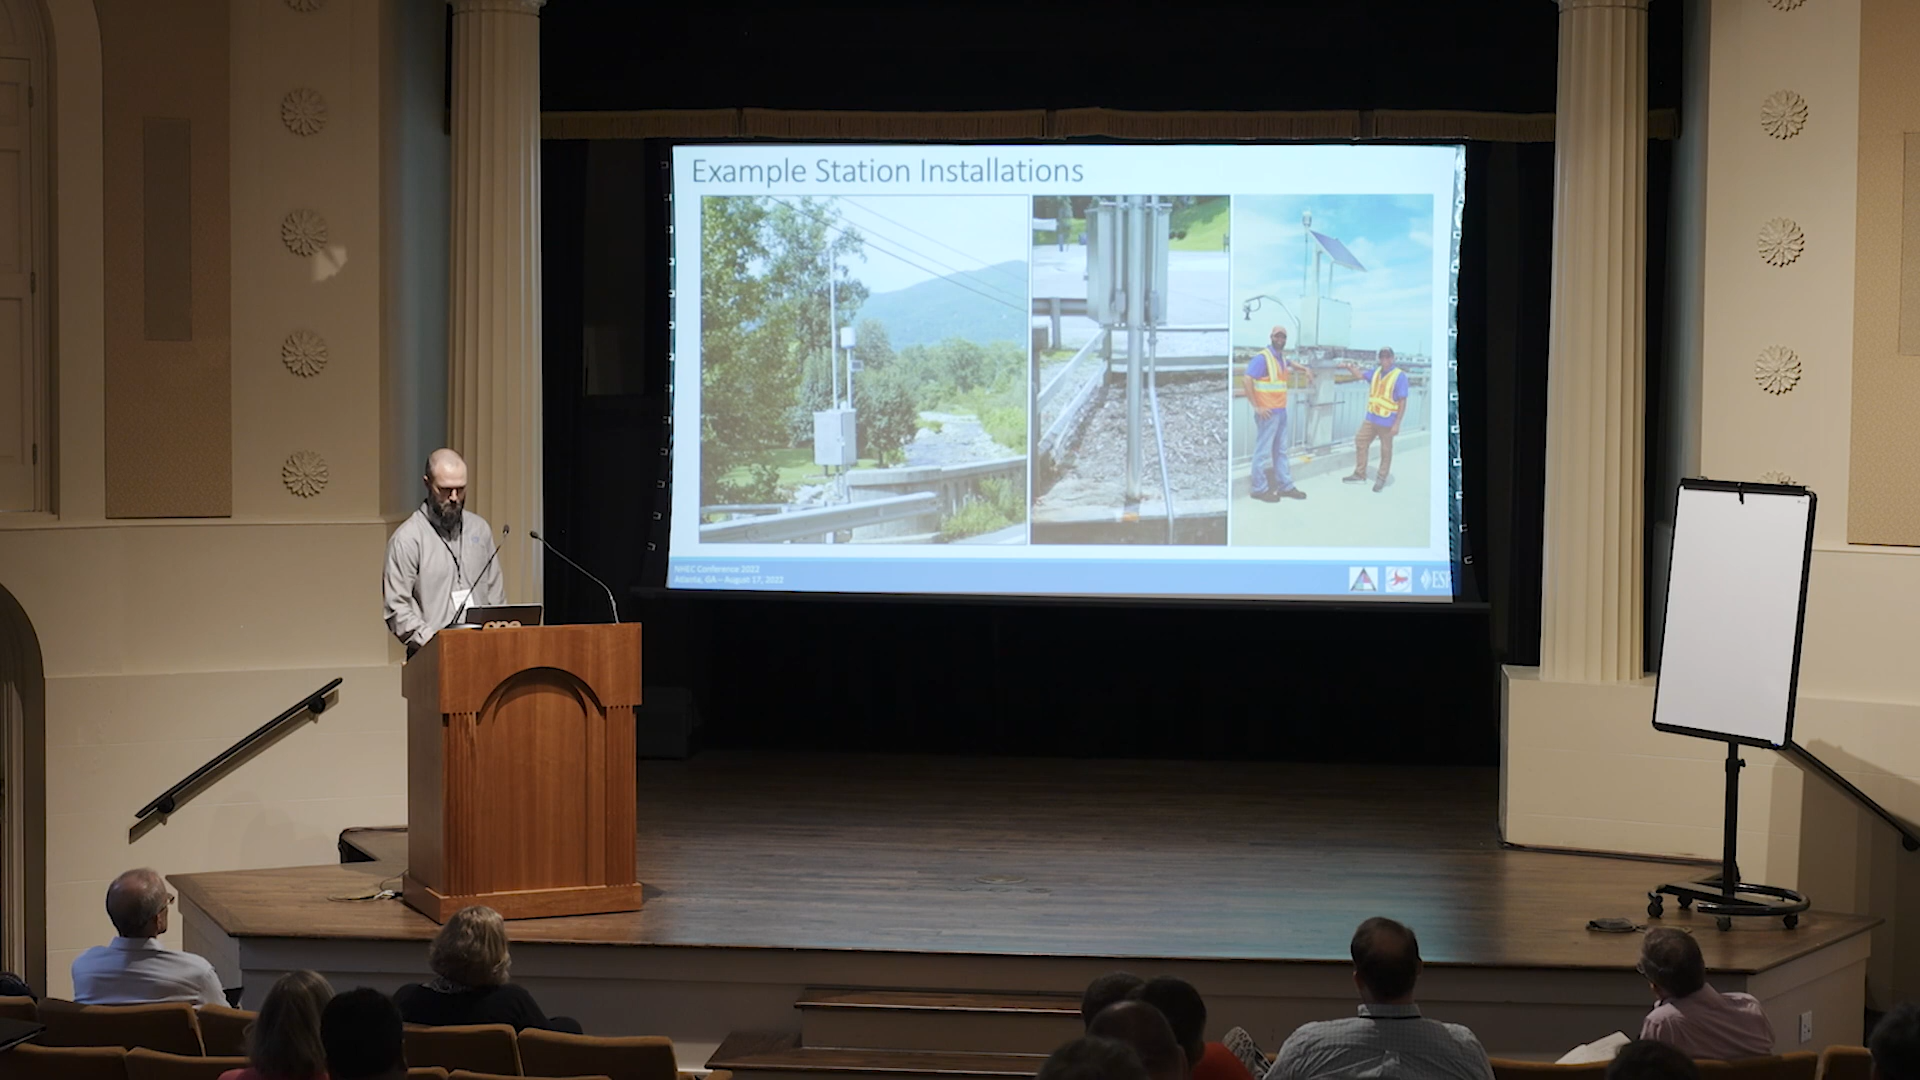 Example Station Installations
NHEC Conference 2022
Atlanta, GA – August 17, 2022